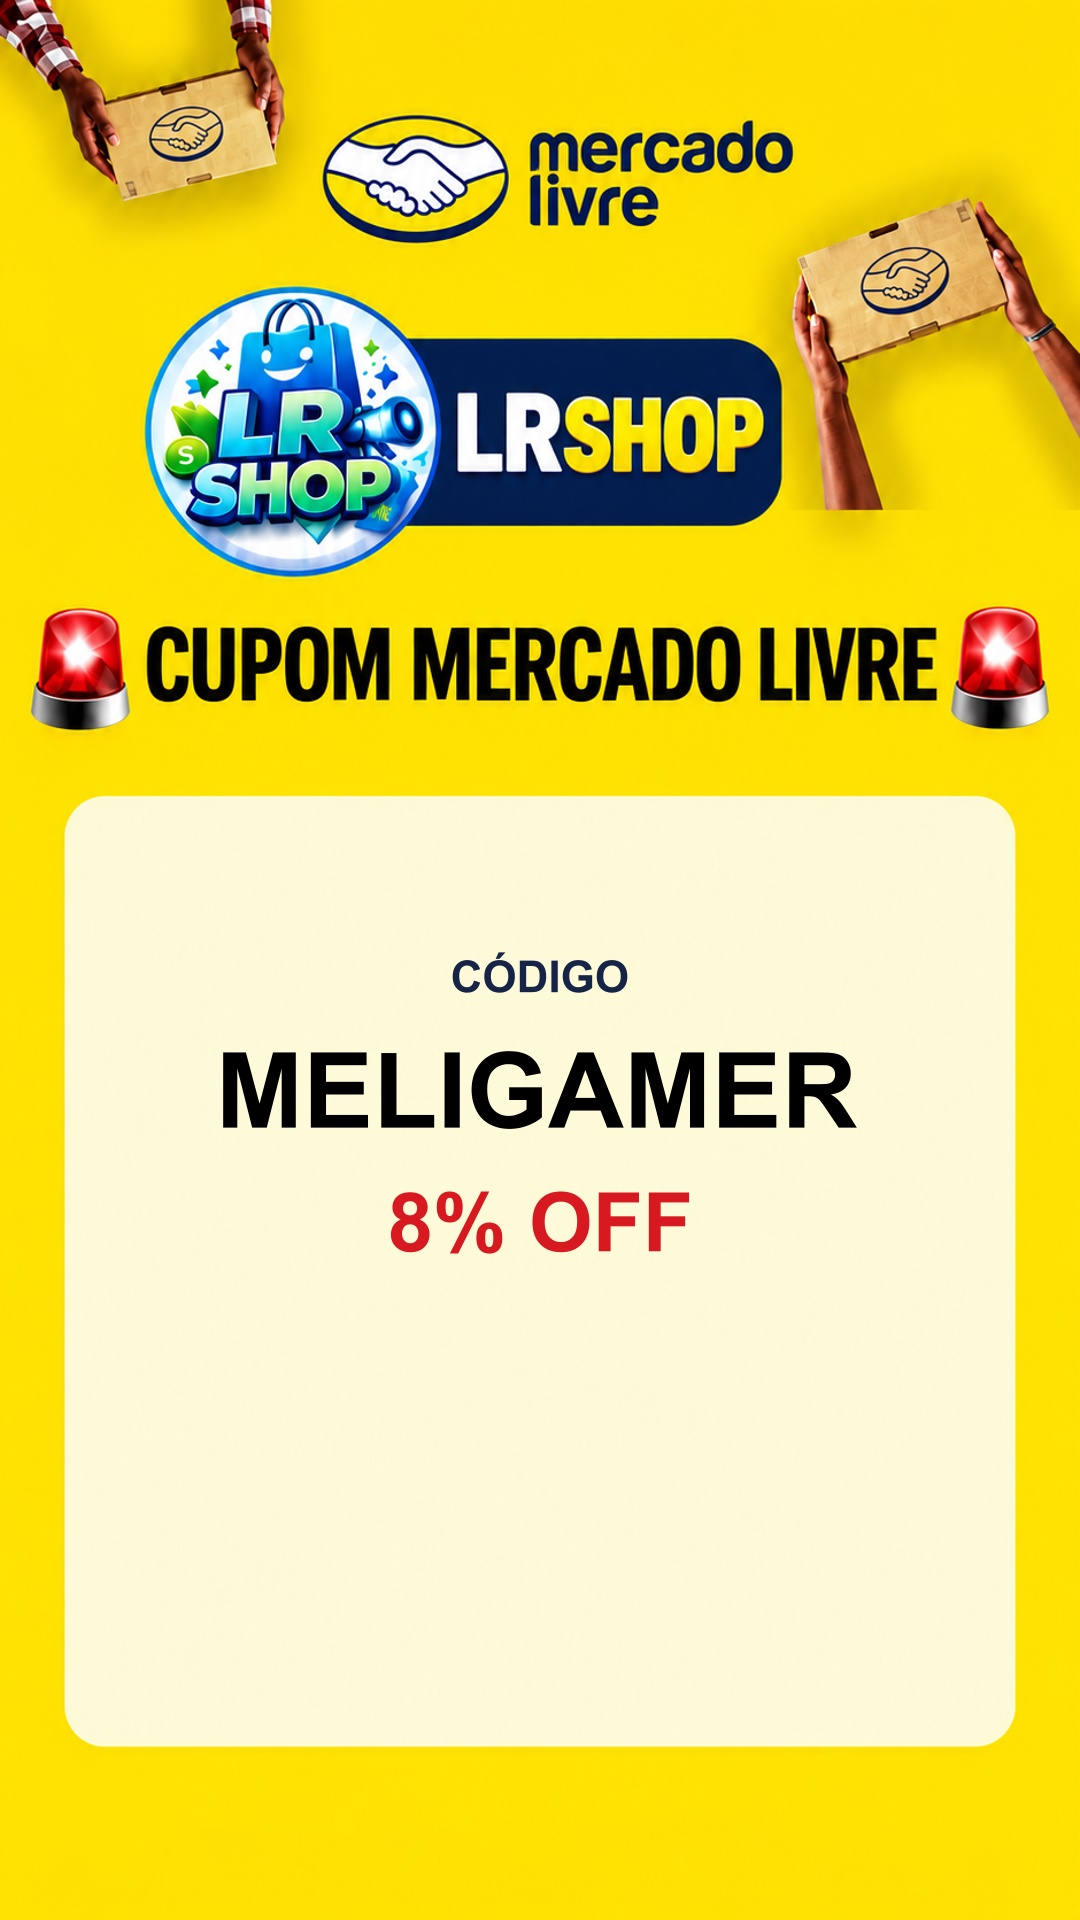 mercado
livre
LR
SHOP
S
LRSHOP
CUPOM MERCADO LIVRE
CÓDIGO
MELIGAMER
8% OFF